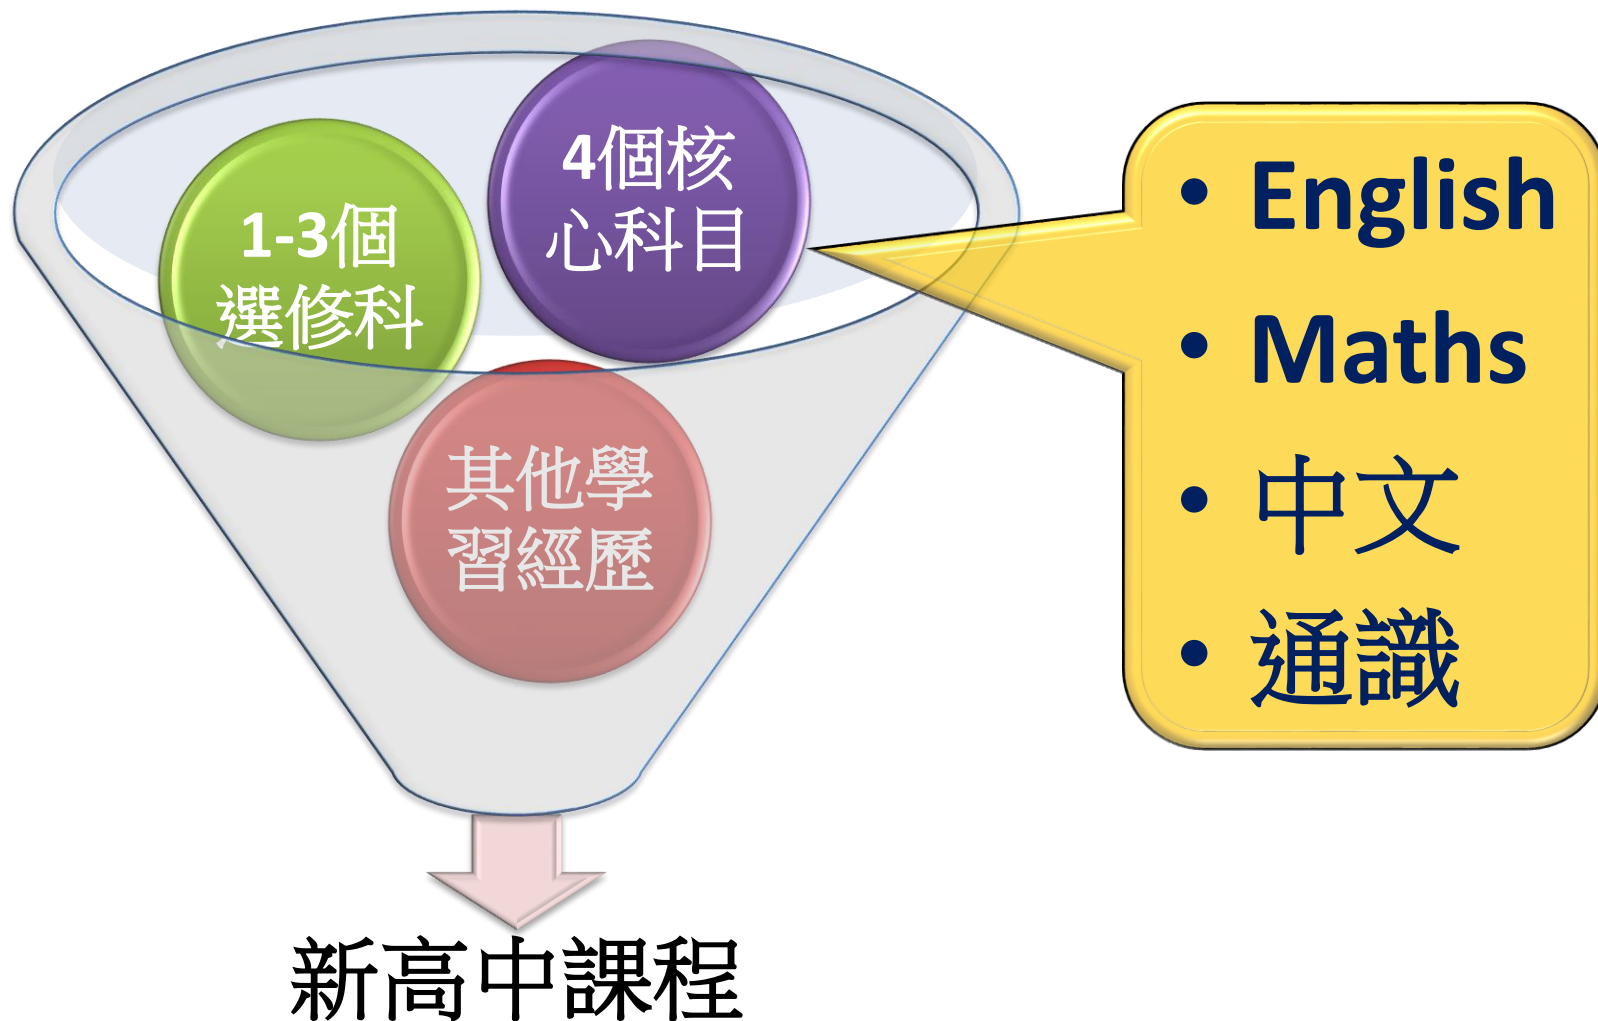 4個核
心科目
1-3個
選修科
其他學
習經歷
新高中課程
• English
• Maths
• 中文
• 通識